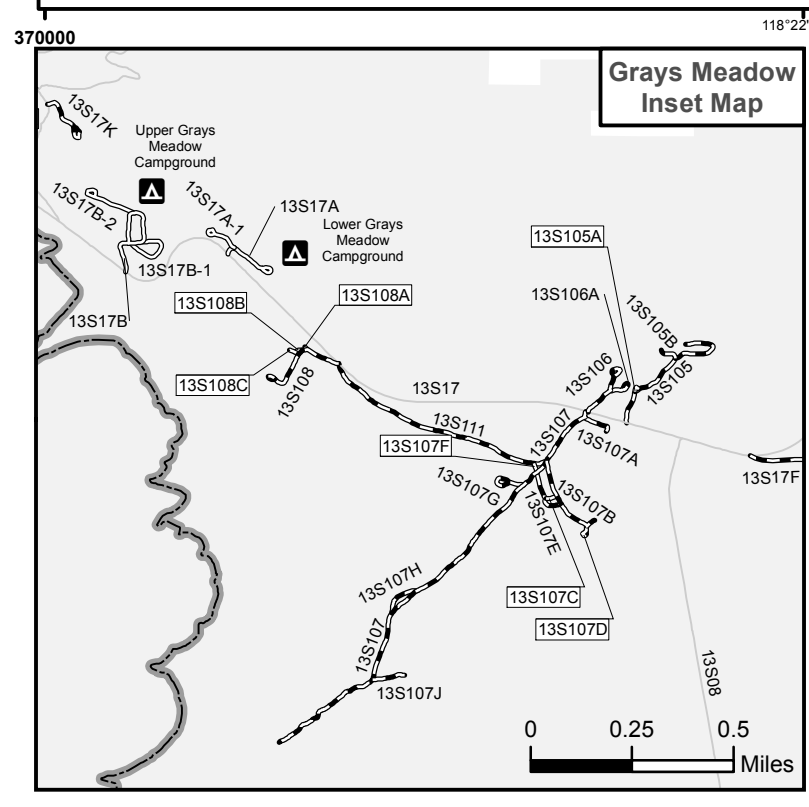 118°22'
370000
Grays Meadow
Inset Map
13S17K
Upper Grays
Meadow
Campground
13S17B-2
13S17A-1
13S17A
Lower Grays
Meadow
Campground
13S17B-1
13S17B
13S108B
13S108A
13S108C
13S108
13S105A
13S106A
13S105B
13S105
13S106
13S17
13S111
13S107
13S107A
13S107F
13S107G
13S107E
13S107B
13S17F
13S107C
13S107D
13S107H
13S107
13S107J
13S08
0 0.25 0.5
Miles